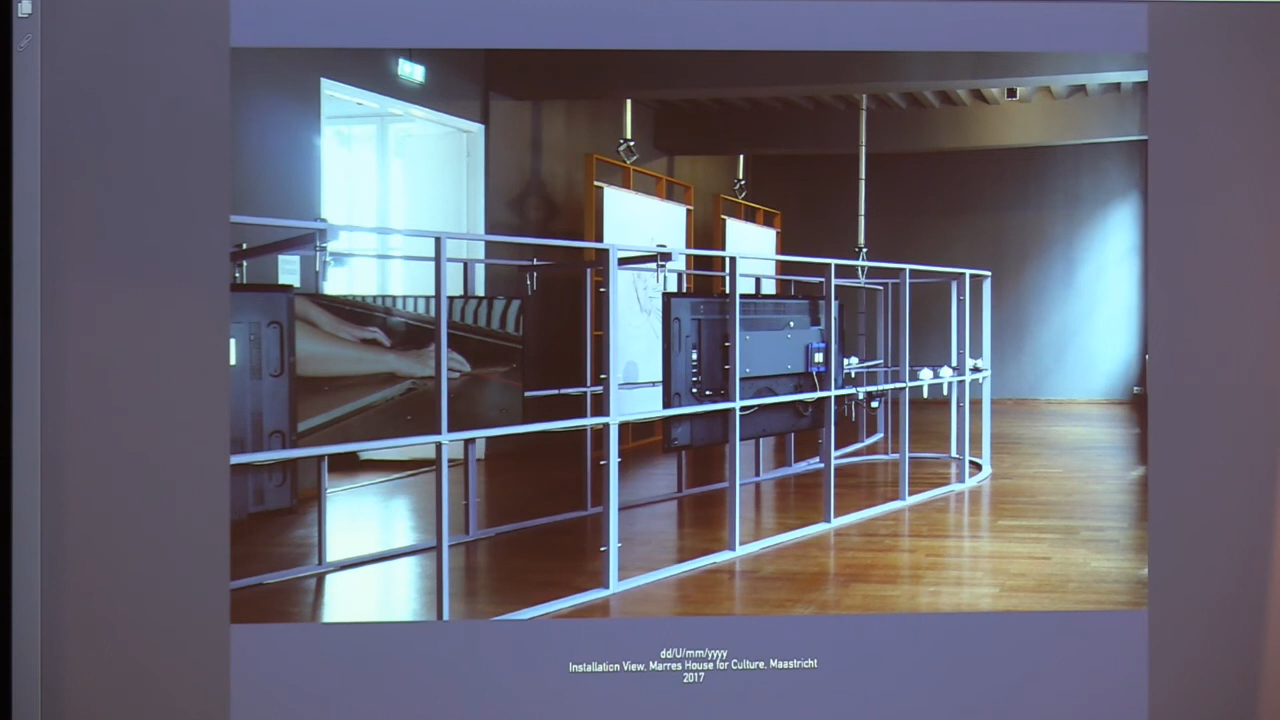 dd/U/mm/yyyy
Installation View, Marres House for Culture, Maastricht
2017